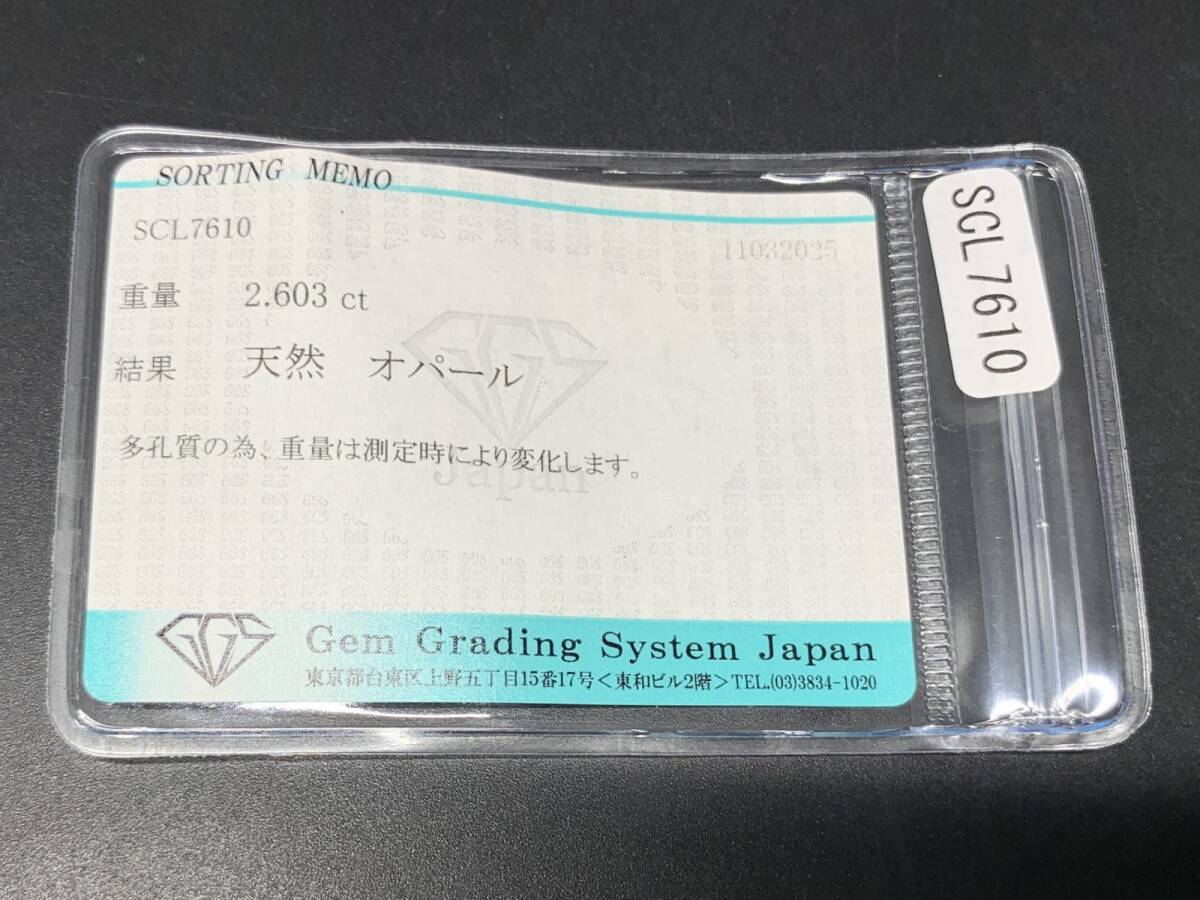 SORTING MEMO
SCL7610
11032025
重量 2.603 ct
結果 天然 オパール
多孔質の為、重量は測定時により変化します。
GGS
Japan
GGS
Gem Grading System Japan
東京都台東区上野五丁目15番17号＜東和ビル2階＞TEL.(03)3834-1020
SCL7610